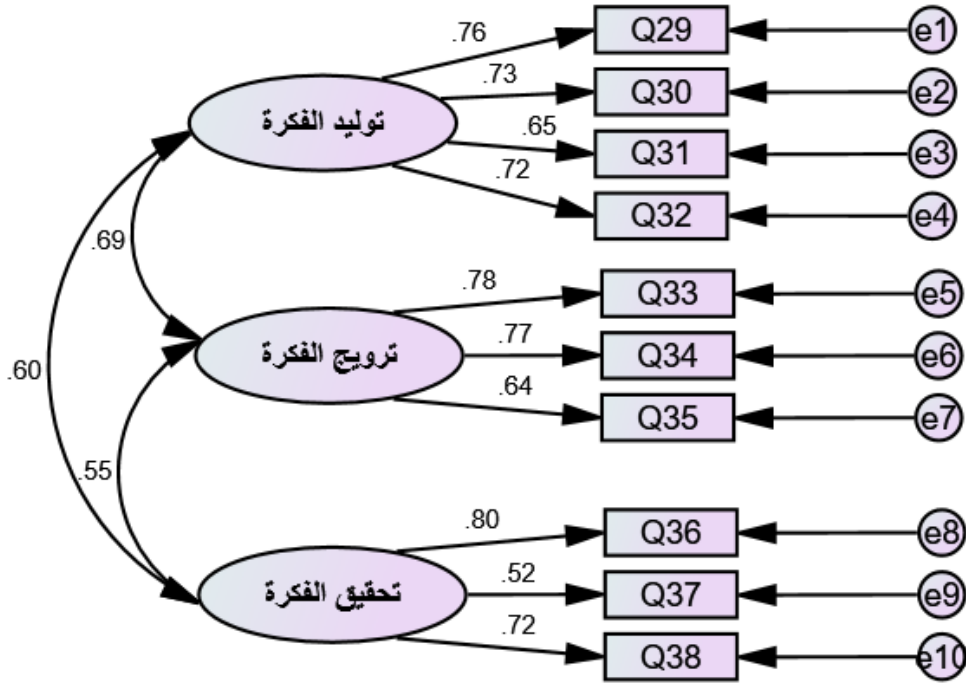 .76
Q29
e1
.73
Q30
e2
توليد الفكرة
.65
Q31
e3
.72
Q32
e4
.69
.78
Q33
e5
.77
ترويج الفكرة
Q34
e6
.60
.64
Q35
e7
.55
.80
Q36
e8
.52
تحقيق الفكرة
Q37
e9
.72
Q38
e10